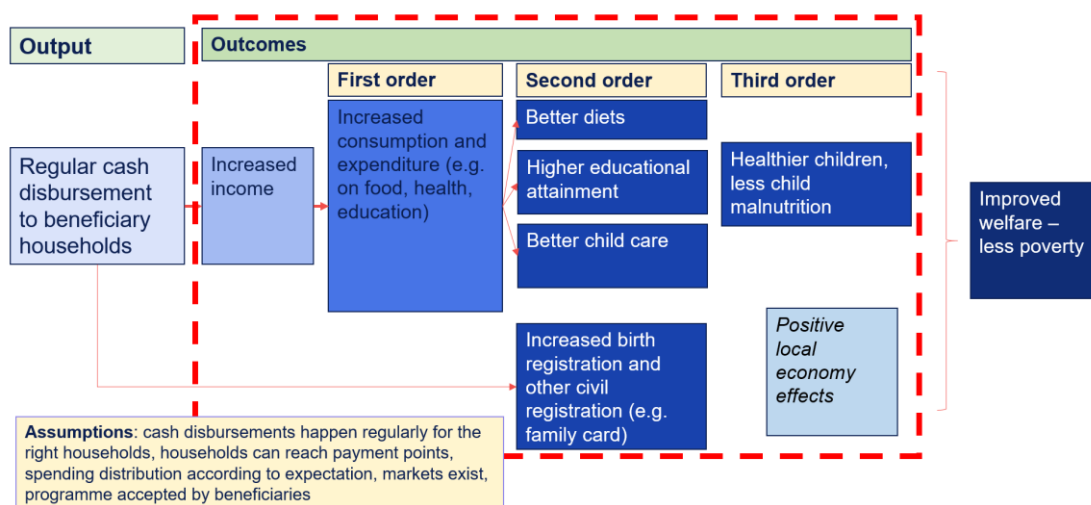 Output
Outcomes
First order
Second order
Third order
Regular cash
disbursement
to beneficiary
households
Increased
income
Increased
consumption and
expenditure (e.g.
on food, health,
education)
Better diets
Higher educational
attainment
Better child care
Increased birth
registration and
other civil
registration (e.g.
family card)
Healthier children,
less child
malnutrition
Positive
local
economy
effects
Improved
welfare –
less poverty
Assumptions: cash disbursements happen regularly for the
right households, households can reach payment points,
spending distribution according to expectation, markets exist,
programme accepted by beneficiaries